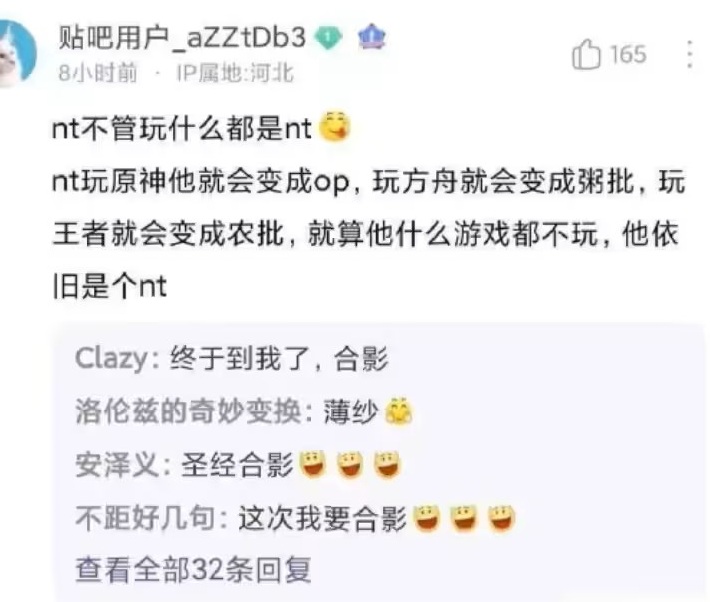 贴吧用户_aZZtDb3
8小时前 · IP属地:河北
165
nt不管玩什么都是nt
nt玩原神他就会变成op，玩方舟就会变成粥批，玩
王者就会变成农批，就算他什么游戏都不玩，他依
旧是个nt
Clazy：终于到我了，合影
洛伦兹的奇妙变换：薄纱
安泽义：圣经合影
不距好几句：这次我要合影
查看全部32条回复